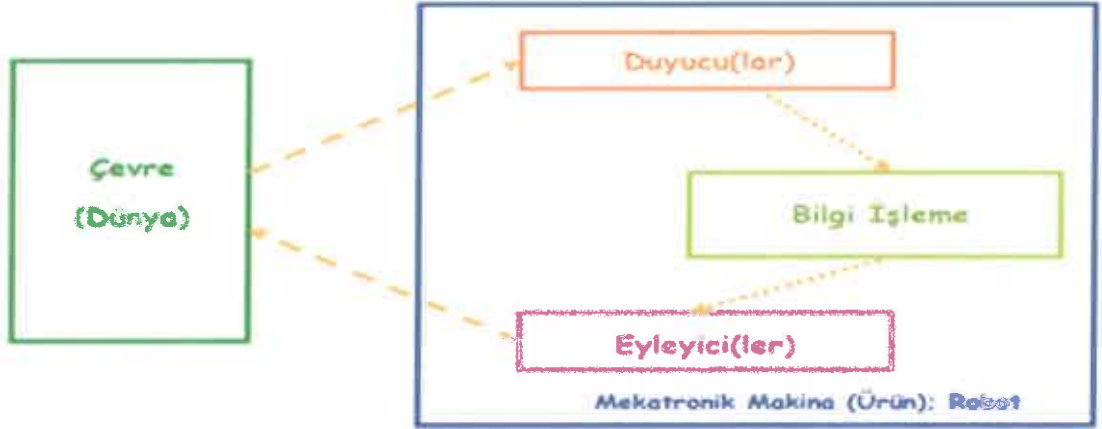 Duyucu(lar)
Çevre
(Dünya)
Bilgi İşleme
Eyleyici(ler)
Mekatronik Makina (Ürün): Robot